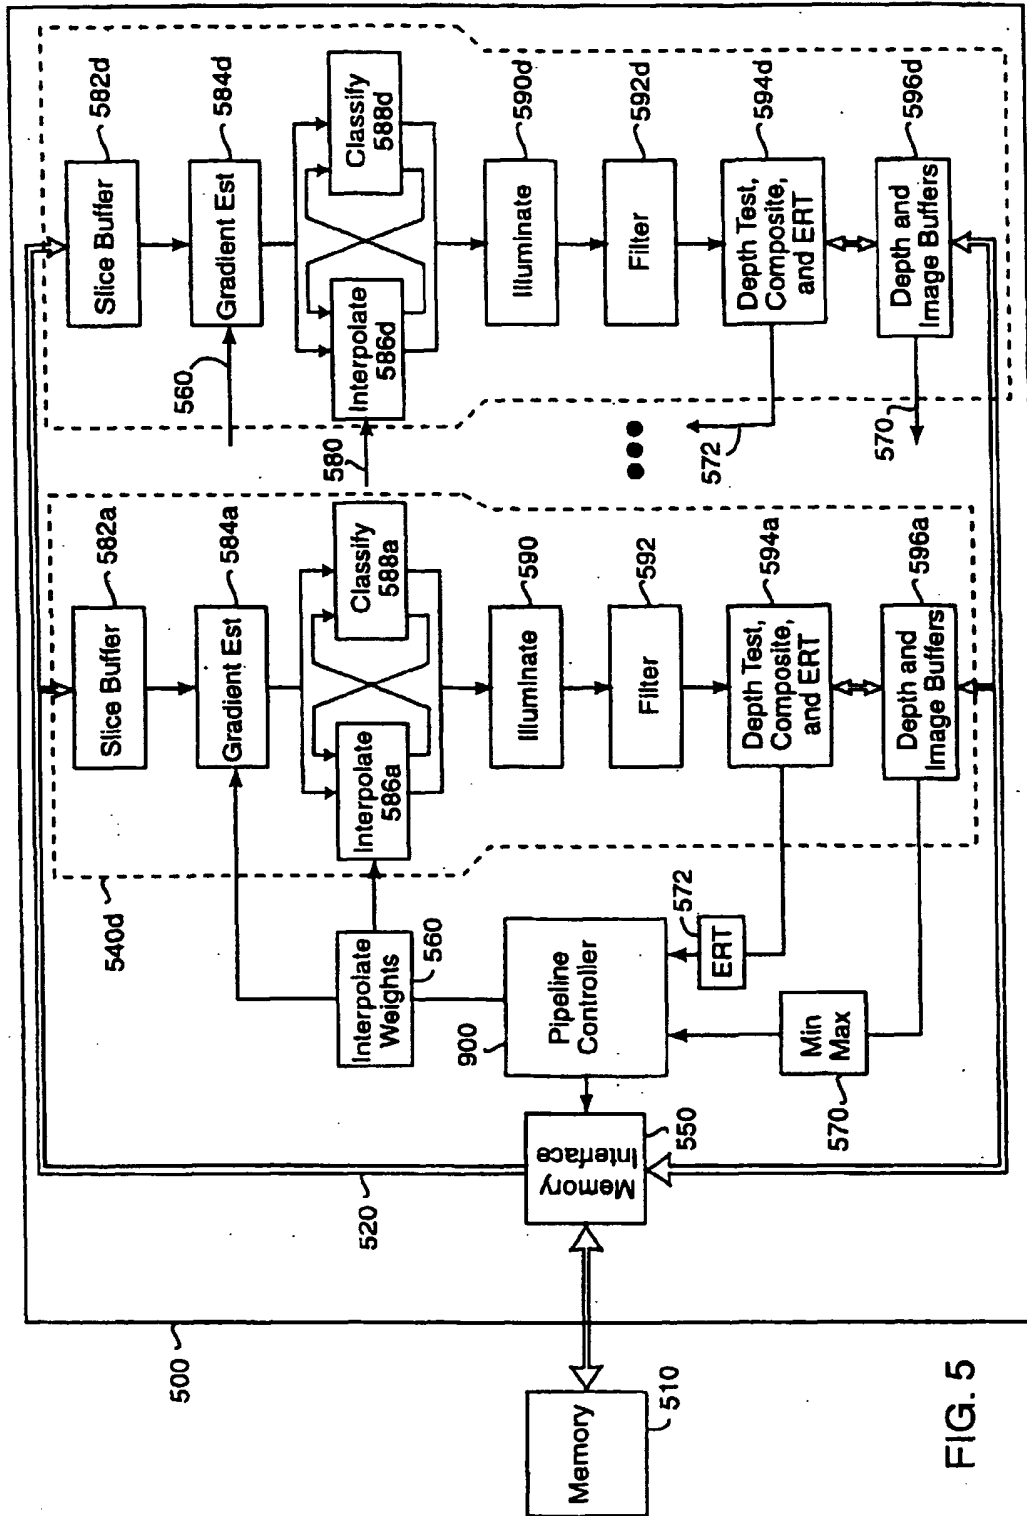 582d
Slice Buffer
584d
Gradient Est
560
Classify
588d
Interpolate
586d
580
590d
Illuminate
592d
Filter
594d
Depth Test,
Composite,
and ERT
572
596d
Depth and
Image Buffers
570
582a
Slice Buffer
584a
Gradient Est
Classify
588a
Interpolate
586a
590
Illuminate
592
Filter
594a
Depth Test,
Composite,
and ERT
596a
Depth and
Image Buffers
540d
Interpolate
Weights
560
900
Pipeline
Controller
572
ERT
Min
Max
570
520
Memory
Interface
550
500
Memory
510
FIG. 5